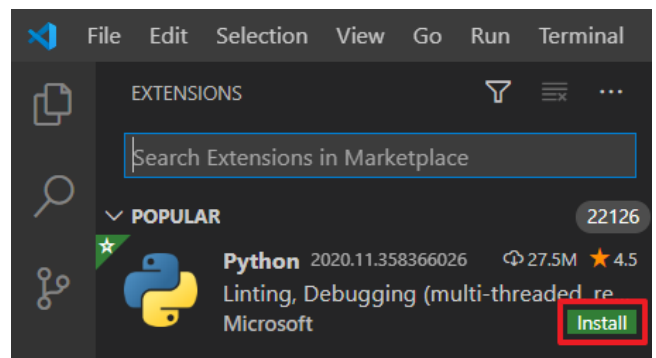 File Edit Selection View Go Run Terminal
EXTENSIONS
Search Extensions in Marketplace
POPULAR 22126
Python 2020.11.358366026 27.5M 4.5
Linting, Debugging (multi-threaded, re...
Microsoft Install